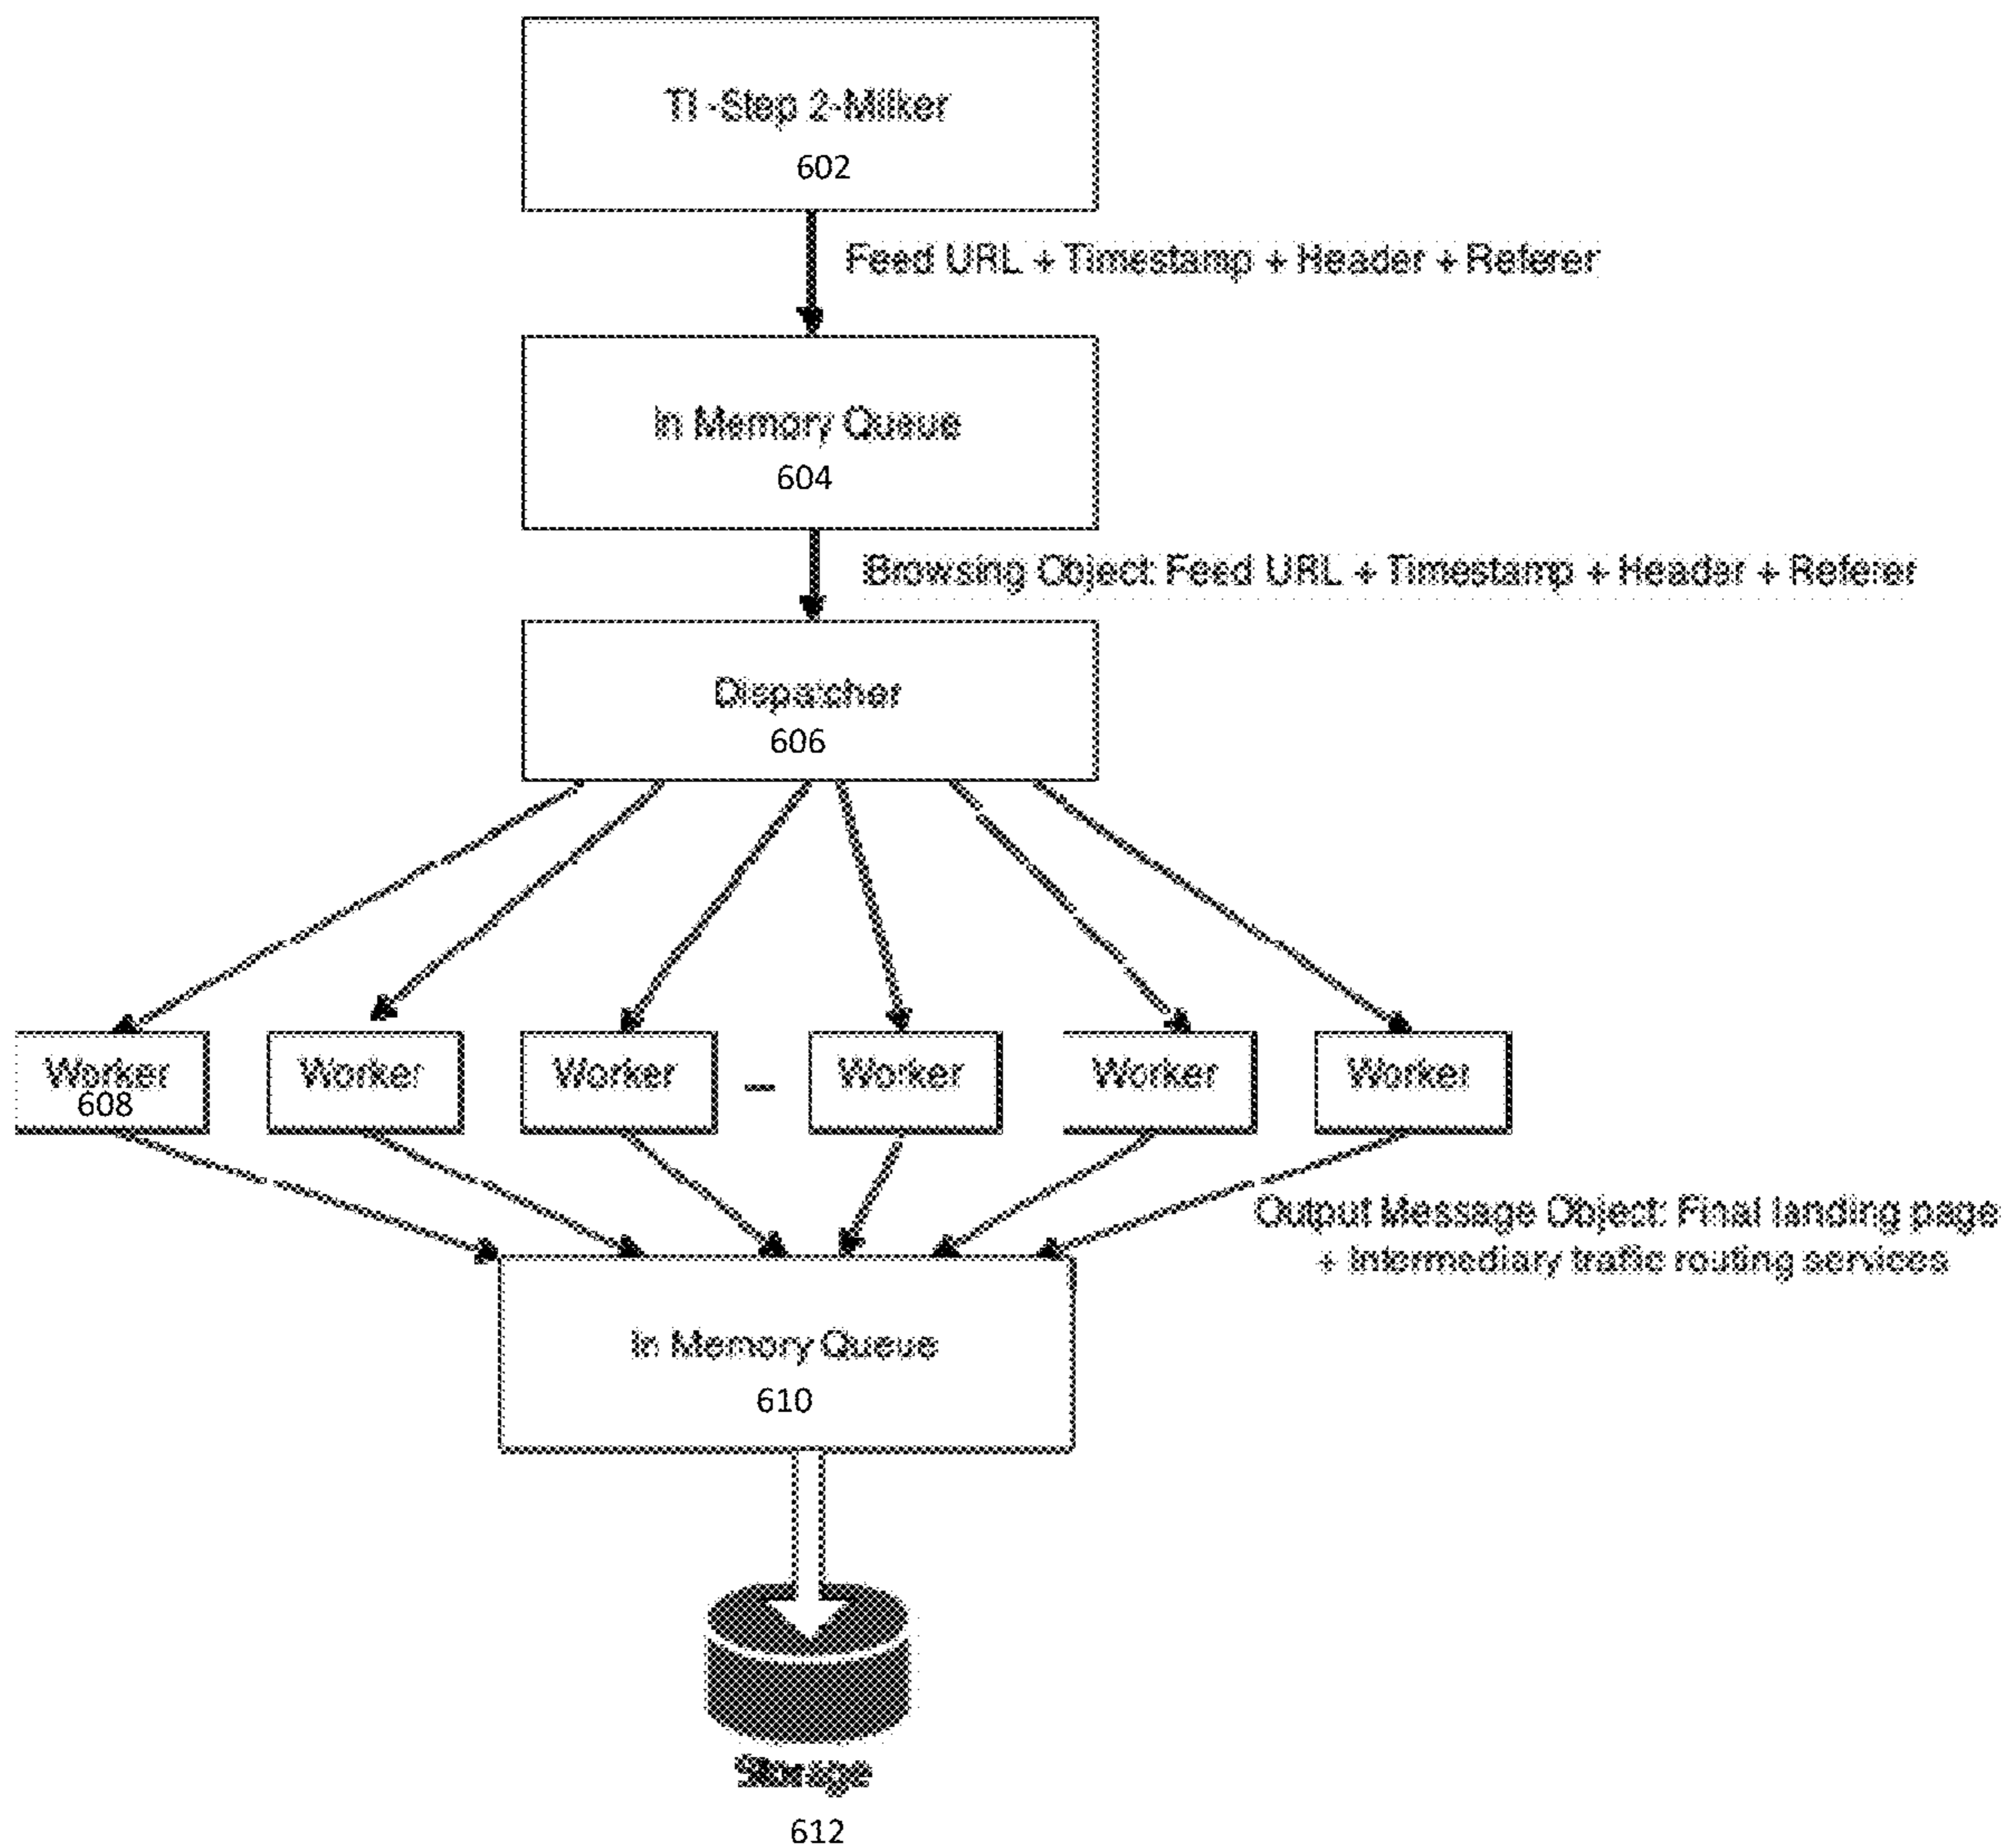 TI -Step 2-Milker
602
Feed URL + Timestamp + Header + Referer
In Memory Queue
604
Browsing Object: Feed URL + Timestamp + Header + Referer
Dispatcher
606
Worker Worker Worker – Worker Worker Worker
608
Output Message Object: Final landing page
+ Intermediary traffic routing services
In Memory Queue
610
Storage
612